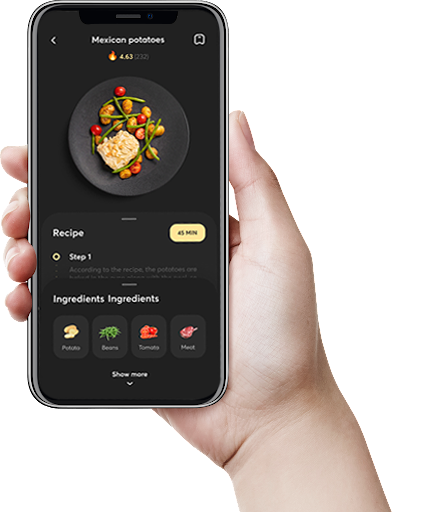 Mexican potatoes
4.63 (232)
Recipe
45 MIN
Step 1
According to the recipe, the potatoes are
Ingredients Ingredients
Potato
Beans
Tomato
Meat
Show more